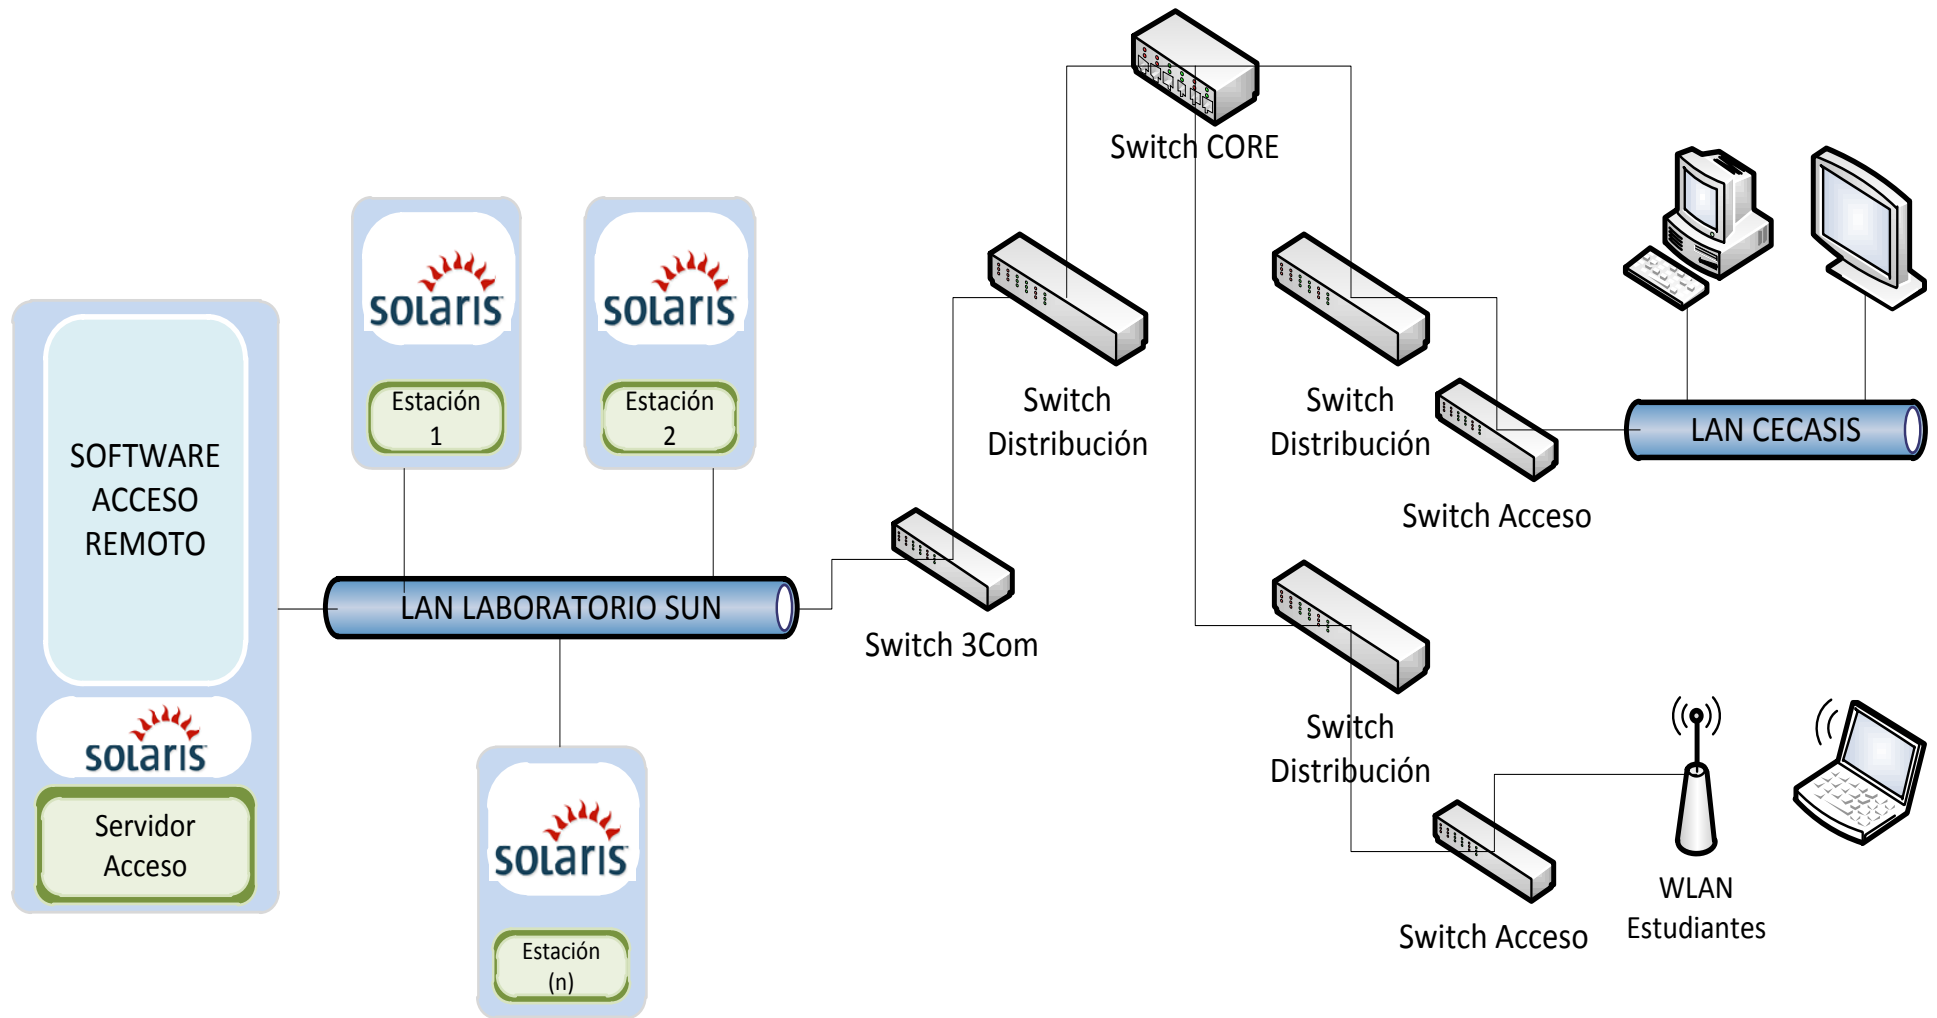 Switch CORE
solaris
solaris
Estación
1
Estación
2
Switch
Distribución
Switch
Distribución
LAN CECASIS
SOFTWARE
ACCESO
REMOTO
Switch Acceso
LAN LABORATORIO SUN
Switch 3Com
solaris
Servidor
Acceso
solaris
Estación
(n)
Switch
Distribución
Switch Acceso
WLAN
Estudiantes